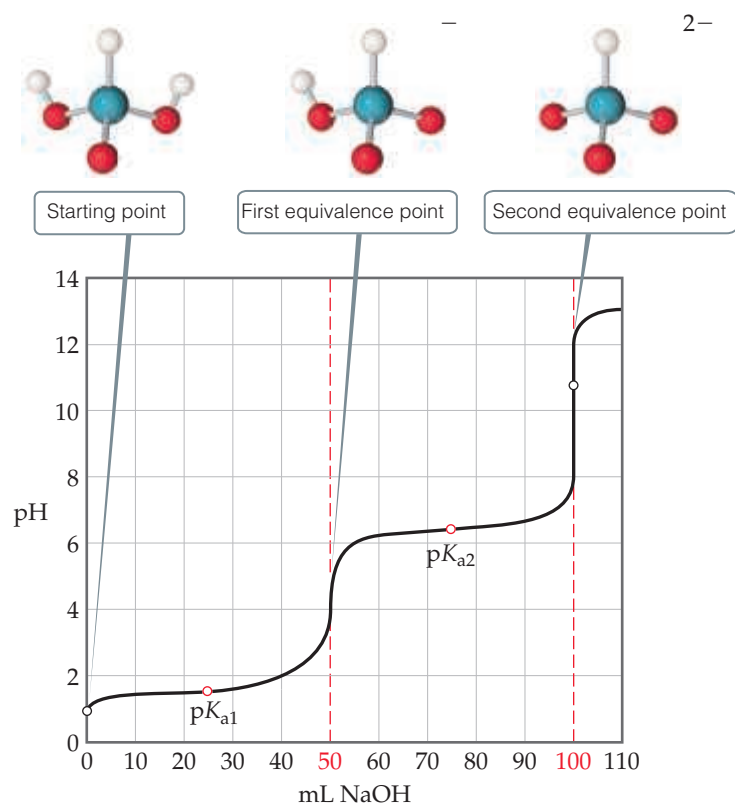 −
2−
Starting point
First equivalence point
Second equivalence point
14
12
10
8
6
4
2
0
pH
pKa1
pKa2
0 10 20 30 40 50 60 70 80 90 100 110
mL NaOH